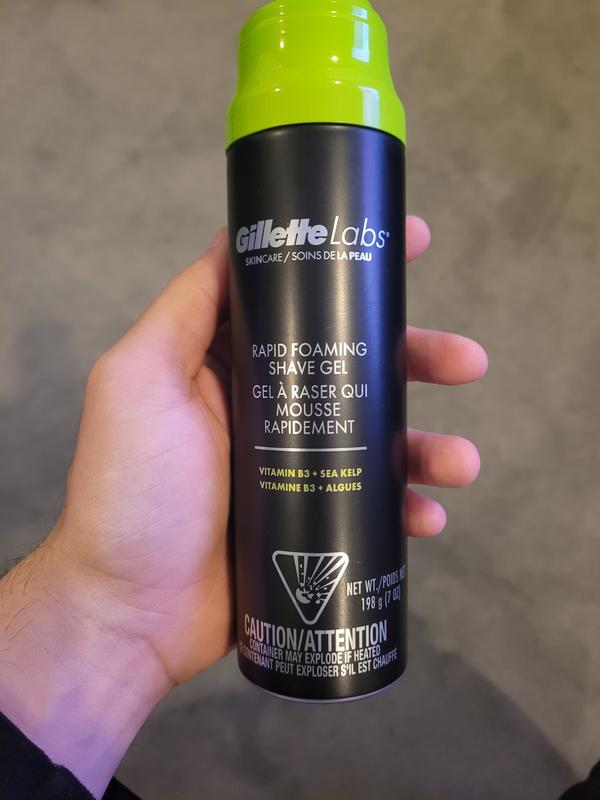 Gillette Labs®
SKINCARE / SOINS DE LA PEAU
RAPID FOAMING
SHAVE GEL
GEL À RASER QUI
MOUSSE
RAPIDEMENT
VITAMIN B3 + SEA KELP
VITAMINE B3 + ALGUES
NET WT./POIDS
198 g (7 OZ)
CAUTION/ATTENTION
CONTAINER MAY EXPLODE IF HEATED
CONTENANT PEUT EXPLOSER S'IL EST CHAUFFÉ